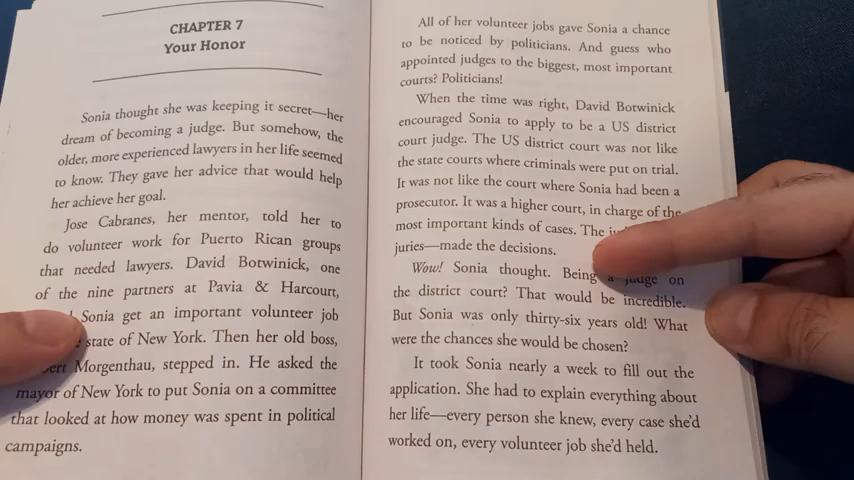 CHAPTER 7
Your Honor
Sonia thought she was keeping it secret—her
dream of becoming a judge. But somehow, the
older, more experienced lawyers in her life seemed
to know. They gave her advice that would help
her achieve her goal.
Jose Cabranes, her mentor, told her to
do volunteer work for Puerto Rican groups
that needed lawyers. David Botwinick, one
of the nine partners at Pavia & Harcourt,
Sonia get an important volunteer job
state of New York. Then her old boss,
Morgenthau, stepped in. He asked the
mayor of New York to put Sonia on a committee
that looked at how money was spent in political
campaigns.
All of her volunteer jobs gave Sonia a chance
to be noticed by politicians. And guess who
appointed judges to the biggest, most important
courts? Politicians!
When the time was right, David Botwinick
encouraged Sonia to apply to be a US district
court judge. The US district court was not like
the state courts where criminals were put on trial.
It was not like the court where Sonia had been a
prosecutor. It was a higher court, in charge of the
most important kinds of cases. The
juries—made the decisions.
Wow! Sonia thought. Being a judge on
the district court? That would be incredible.
But Sonia was only thirty-six years old! What
were the chances she would be chosen?
It took Sonia nearly a week to fill out the
application. She had to explain everything about
her life—every person she knew, every case she'd
worked on, every volunteer job she'd held.